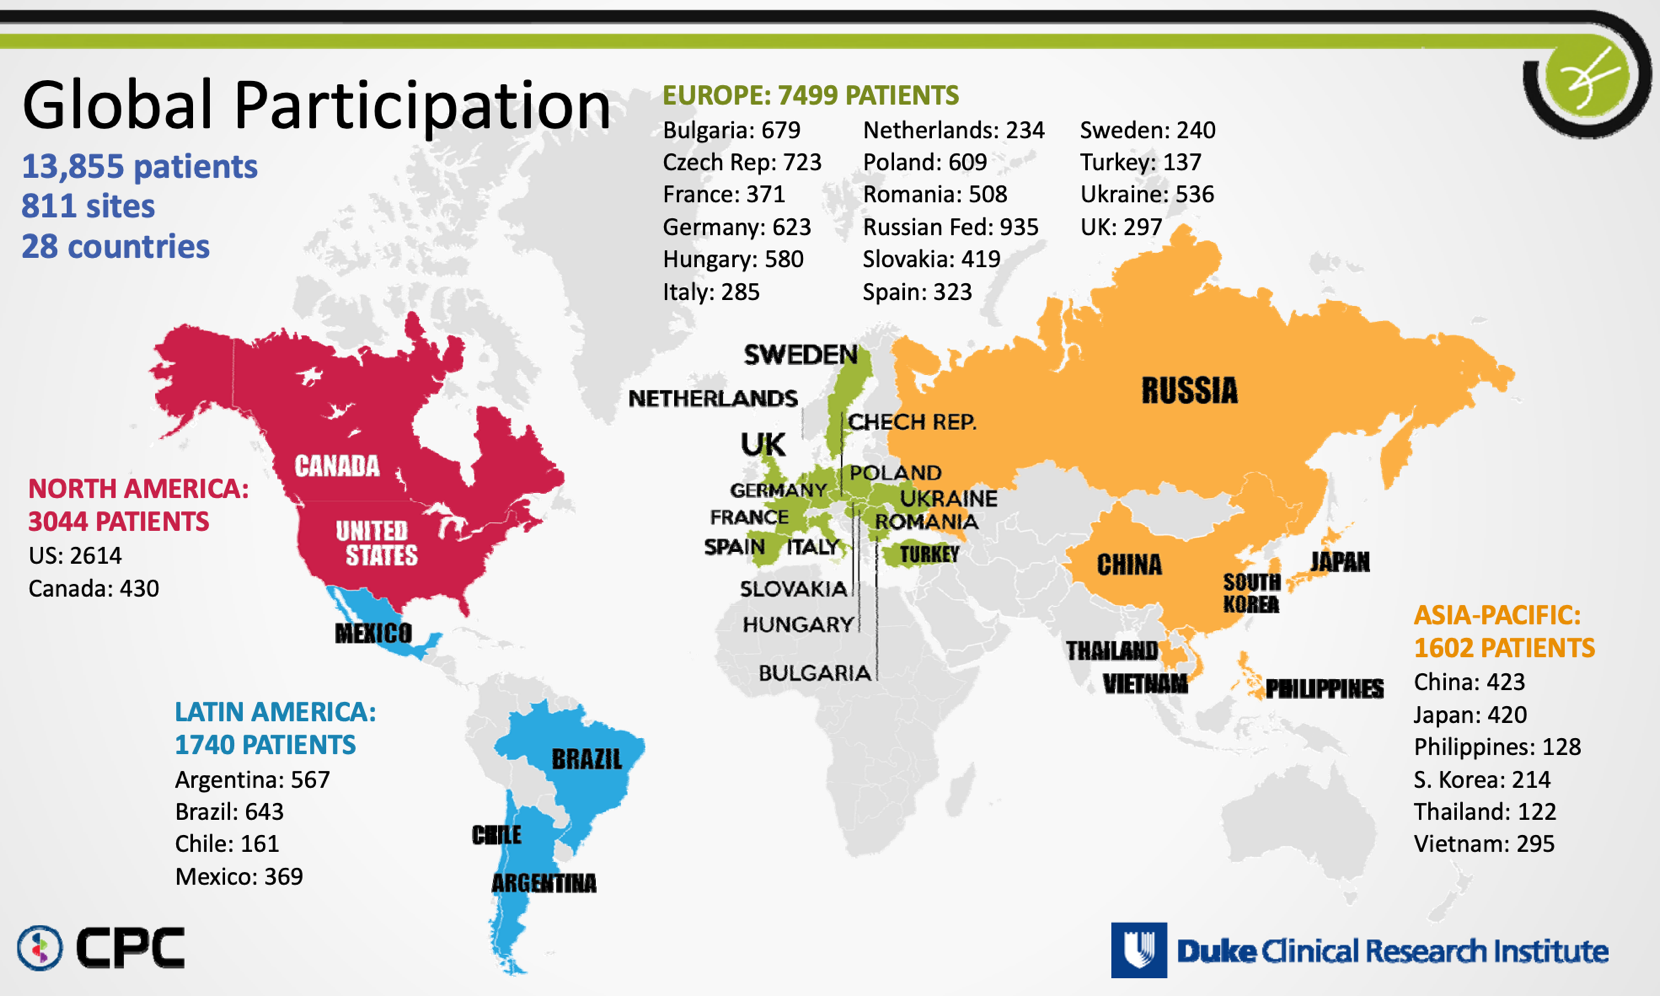 Global Participation
13,855 patients
811 sites
28 countries
EUROPE: 7499 PATIENTS
Bulgaria: 679
Czech Rep: 723
France: 371
Germany: 623
Hungary: 580
Italy: 285
Netherlands: 234
Poland: 609
Romania: 508
Russian Fed: 935
Slovakia: 419
Spain: 323
Sweden: 240
Turkey: 137
Ukraine: 536
UK: 297
NORTH AMERICA:
3044 PATIENTS
US: 2614
Canada: 430
CANADA
UNITED
STATES
MEXICO
SWEDEN
NETHERLANDS
CHECH REP.
UK
POLAND
GERMANY
UKRAINE
FRANCE
ROMANIA
SPAIN
ITALY
TURKEY
SLOVAKIA
HUNGARY
BULGARIA
RUSSIA
CHINA
JAPAN
SOUTH
KOREA
THAILAND
VIETNAM
PHILIPPINES
LATIN AMERICA:
1740 PATIENTS
Argentina: 567
Brazil: 643
Chile: 161
Mexico: 369
BRAZIL
CHILE
ARGENTINA
ASIA-PACIFIC:
1602 PATIENTS
China: 423
Japan: 420
Philippines: 128
S. Korea: 214
Thailand: 122
Vietnam: 295
CPC
Duke Clinical Research Institute